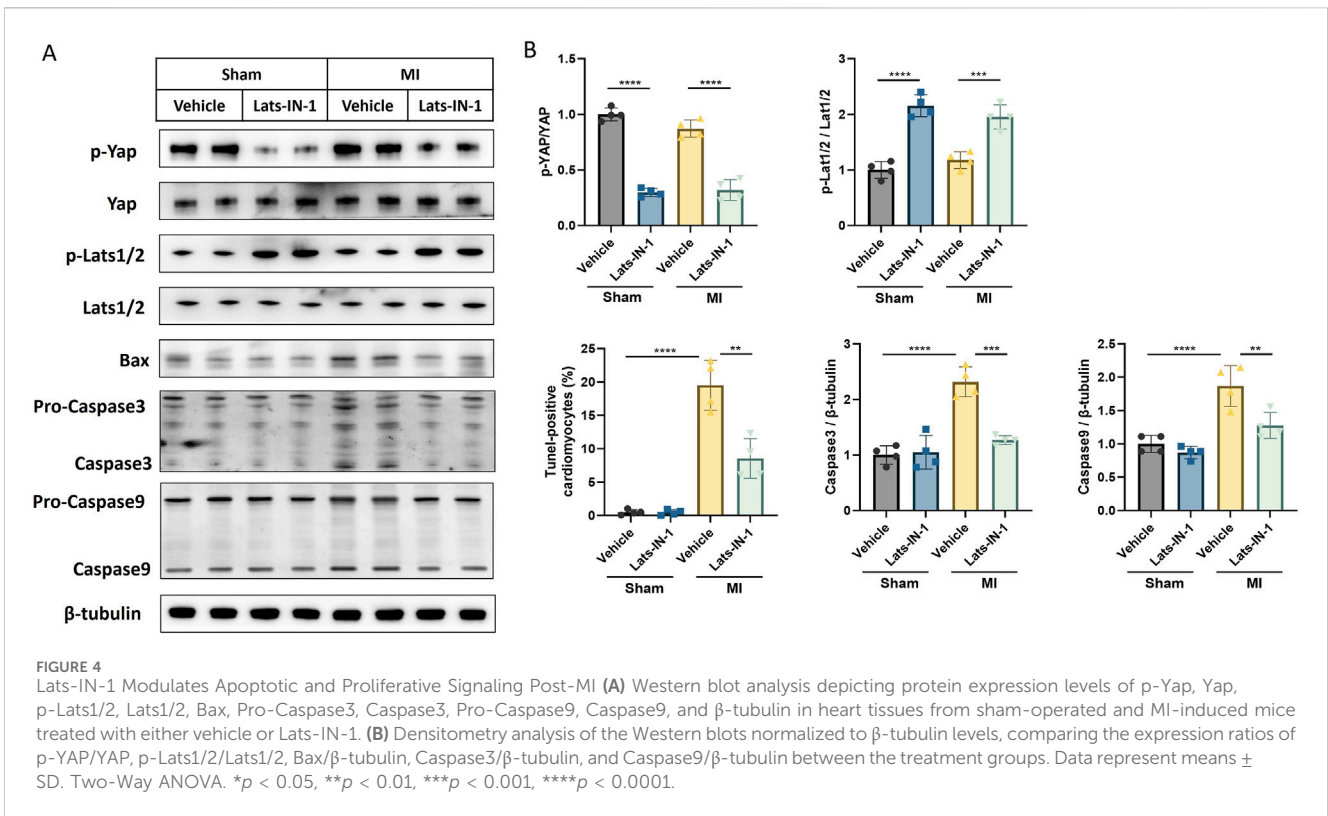 A
Sham MI
Vehicle Lats-IN-1 Vehicle Lats-IN-1
p-Yap
Yap
p-Lats1/2
Lats1/2
Bax
Pro-Caspase3
Caspase3
Pro-Caspase9
Caspase9
β-tubulin
B
p-YAP/YAP
1.5
1.0
0.5
0.0
**** ****
Vehicle Lats-IN-1 Vehicle Lats-IN-1
Sham MI
p-Lat1/2 / Lat1/2
3
2
1
0
**** ***
Vehicle Lats-IN-1 Vehicle Lats-IN-1
Sham MI
Tunel-positive
cardiomyocytes (%)
25
20
15
10
5
0
**** **
Vehicle Lats-IN-1 Vehicle Lats-IN-1
Sham MI
Caspase3 / β-tubulin
3
2
1
0
**** ***
Vehicle Lats-IN-1 Vehicle Lats-IN-1
Sham MI
Caspase9 / β-tubulin
2.5
2.0
1.5
1.0
0.5
0.0
**** **
Vehicle Lats-IN-1 Vehicle Lats-IN-1
Sham MI
FIGURE 4
Lats-IN-1 Modulates Apoptotic and Proliferative Signaling Post-MI (A) Western blot analysis depicting protein expression levels of p-Yap, Yap,
p-Lats1/2, Lats1/2, Bax, Pro-Caspase3, Caspase3, Pro-Caspase9, Caspase9, and β-tubulin in heart tissues from sham-operated and MI-induced mice
treated with either vehicle or Lats-IN-1. (B) Densitometry analysis of the Western blots normalized to β-tubulin levels, comparing the expression ratios of
p-YAP/YAP, p-Lats1/2/Lats1/2, Bax/β-tubulin, Caspase3/β-tubulin, and Caspase9/β-tubulin between the treatment groups. Data represent means ±
SD. Two-Way ANOVA. *p < 0.05, **p < 0.01, ***p < 0.001, ****p < 0.0001.